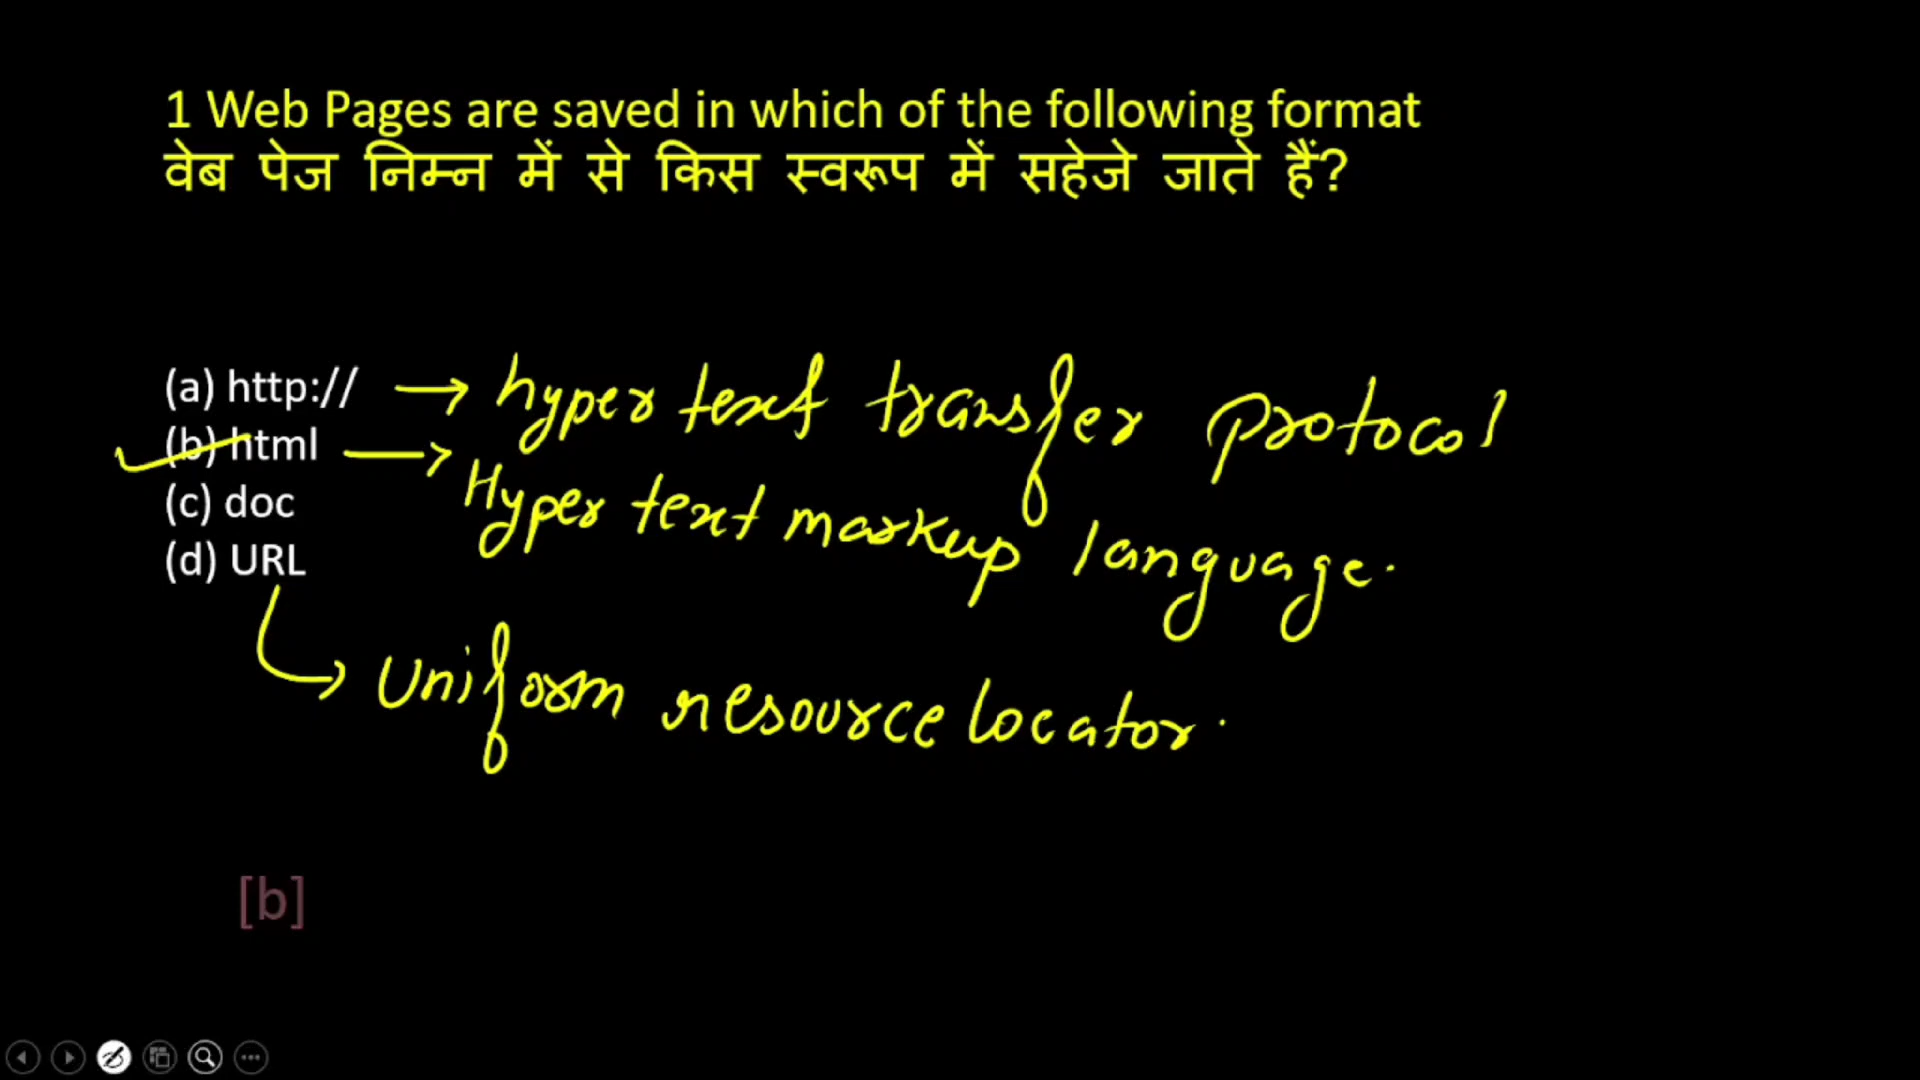 1 Web Pages are saved in which of the following format
वेब पेज निम्न में से किस स्वरूप में सहेजे जाते हैं?
(a) http:// → hyper text transfer protocol
(b) html → Hyper text markup language.
(c) doc
(d) URL
→ Uniform resource locator.
[b]